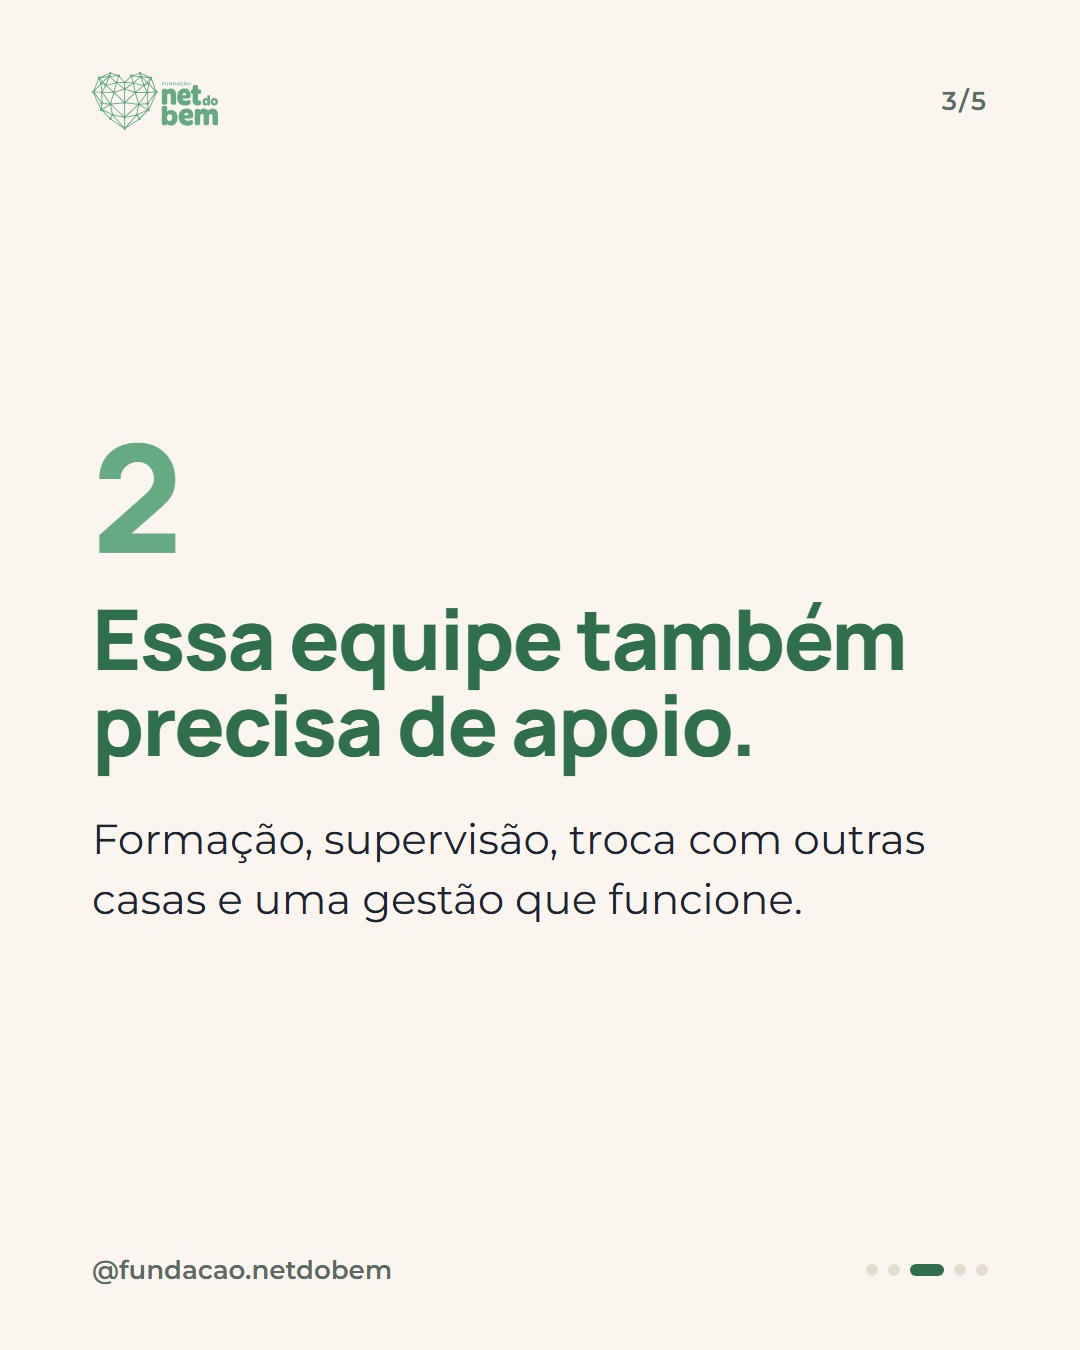 FUNDAÇÃO
net do
bem
3/5
2
Essa equipe também
precisa de apoio.
Formação, supervisão, troca com outras
casas e uma gestão que funcione.
@fundacao.netdobem